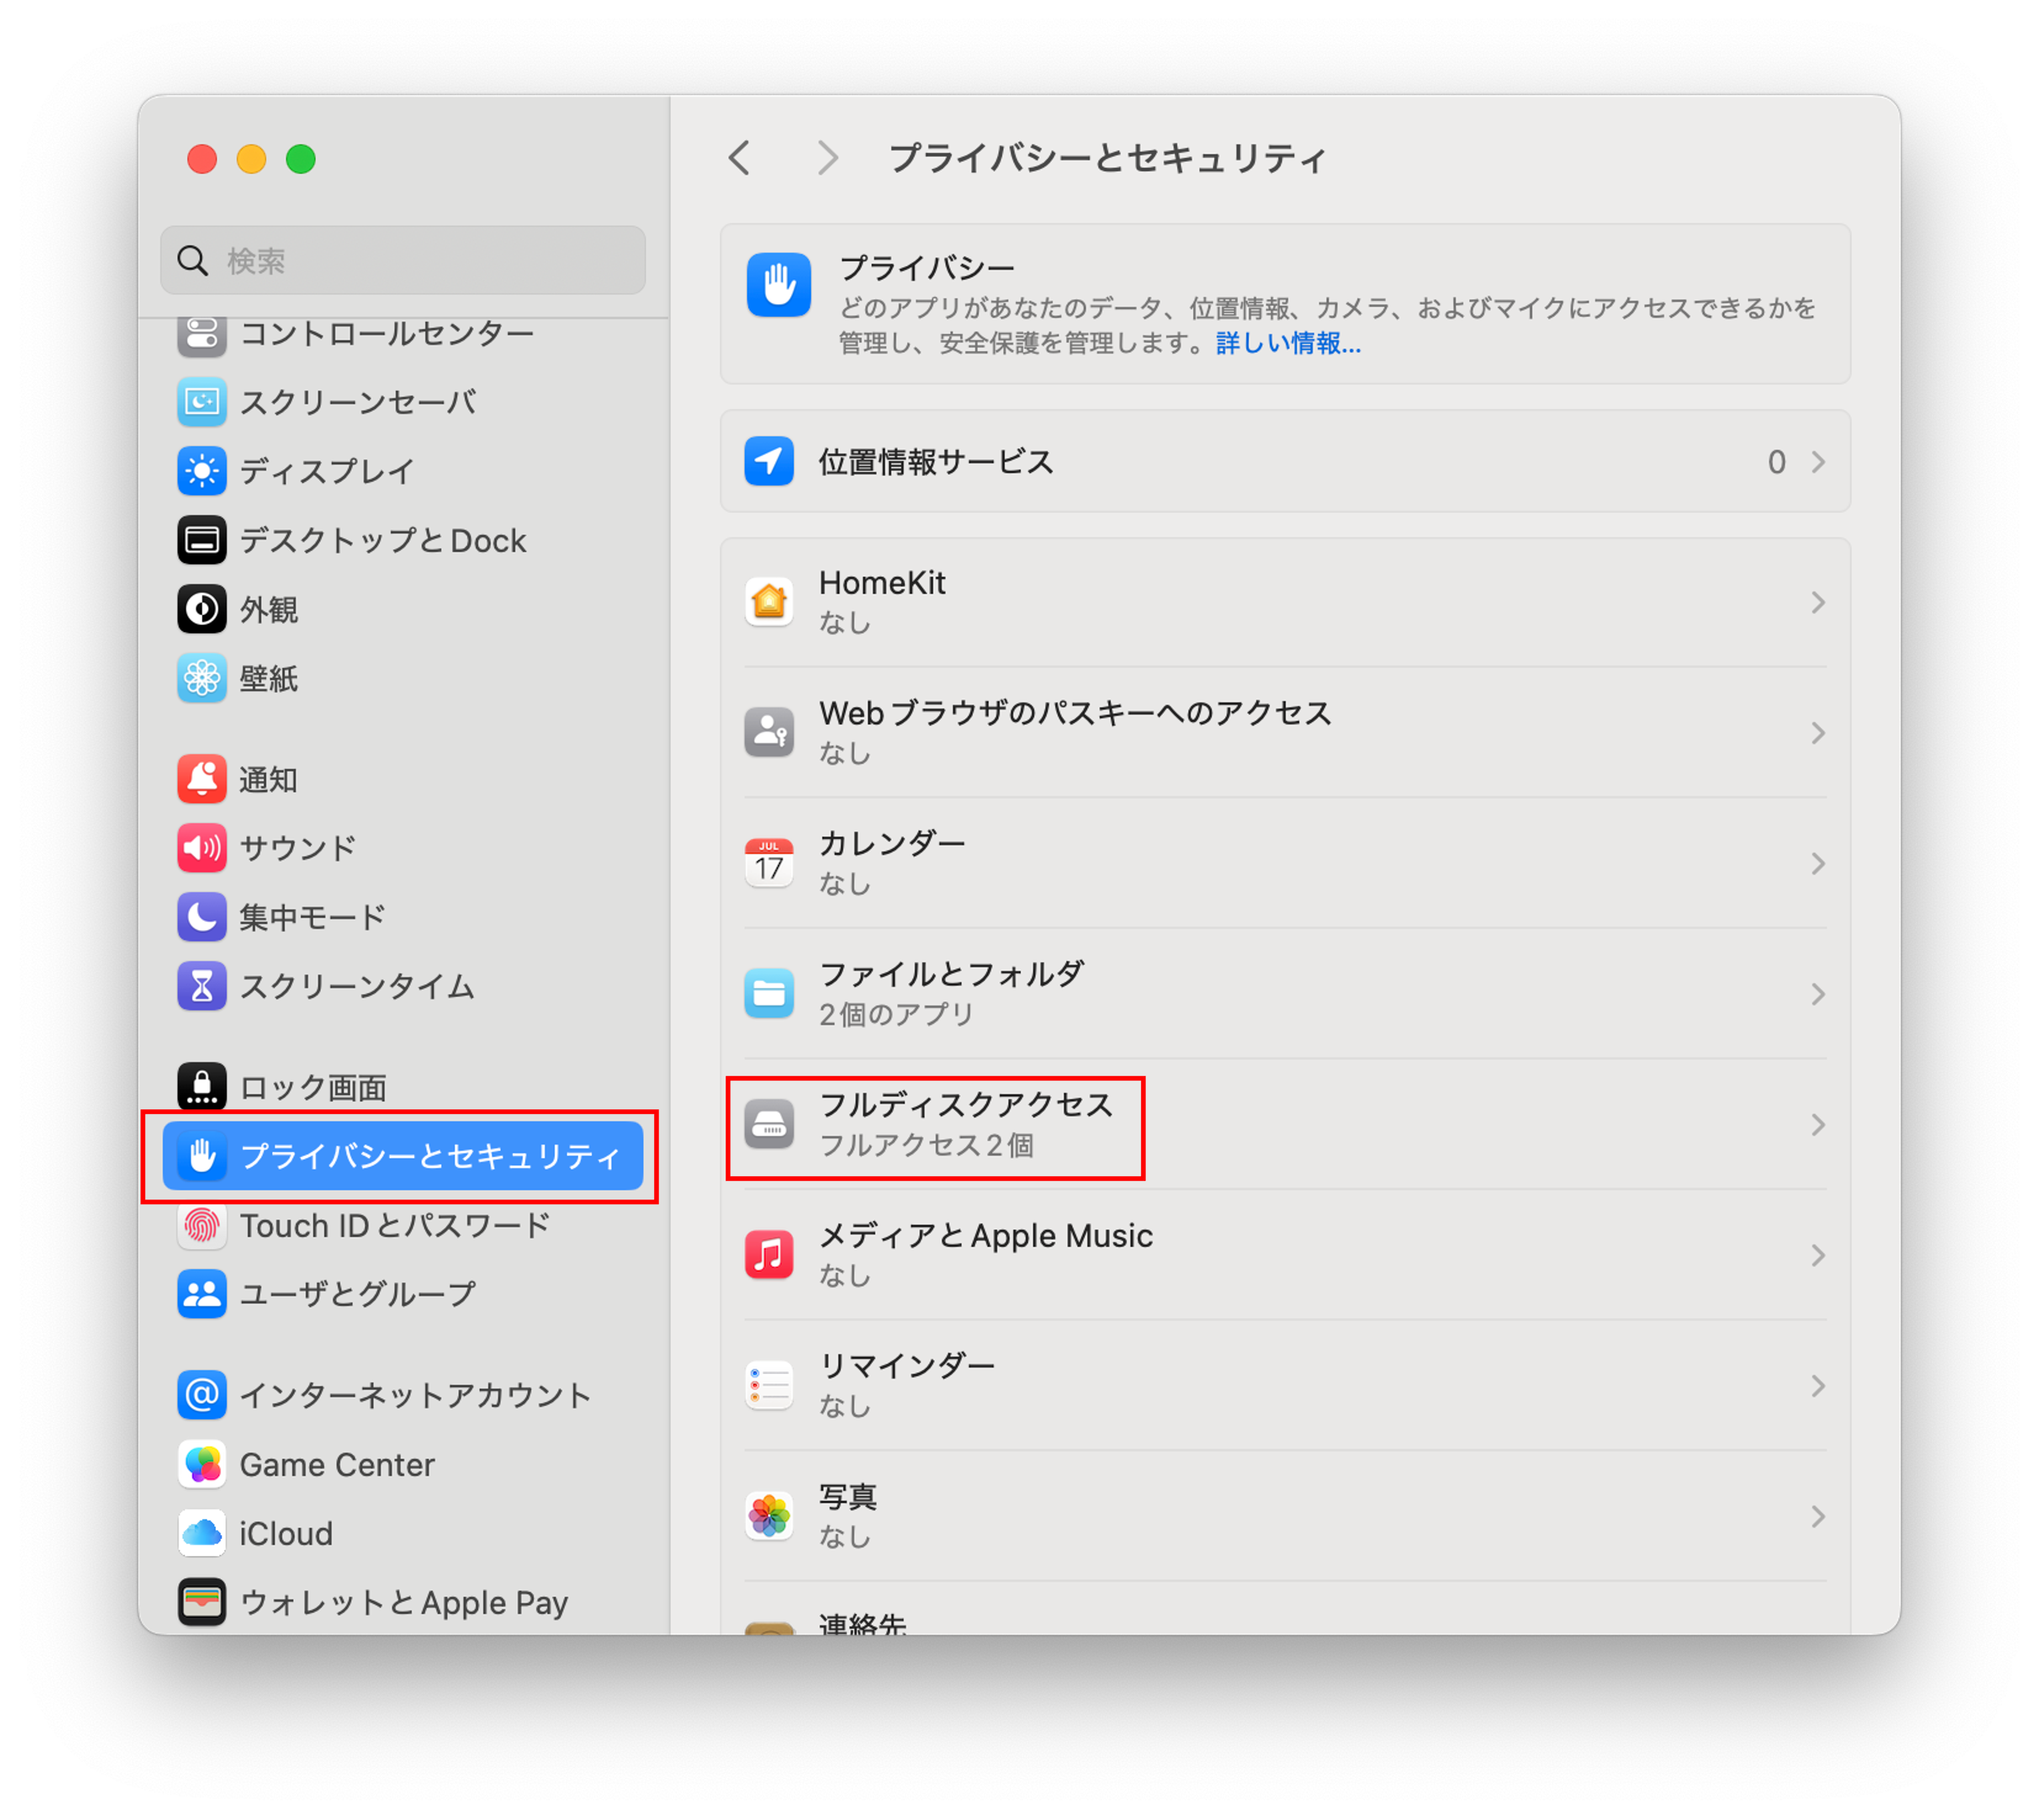 検索
コントロールセンター
スクリーンセーバ
ディスプレイ
デスクトップとDock
外観
壁紙
通知
サウンド
集中モード
スクリーンタイム
ロック画面
プライバシーとセキュリティ
Touch IDとパスワード
ユーザとグループ
インターネットアカウント
Game Center
iCloud
ウォレットとApple Pay
プライバシーとセキュリティ
プライバシー
どのアプリがあなたのデータ、位置情報、カメラ、およびマイクにアクセスできるかを
管理し、安全保護を管理します。詳しい情報...
位置情報サービス 0
HomeKit
なし
Webブラウザのパスキーへのアクセス
なし
JUL
17
カレンダー
なし
ファイルとフォルダ
2個のアプリ
フルディスクアクセス
フルアクセス2個
メディアとApple Music
なし
リマインダー
なし
写真
なし
連絡先